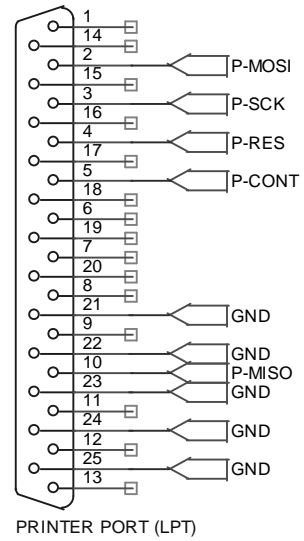 1
14
2 P-MOSI
15
3 P-SCK
16
4 P-RES
17
5 P-CONT
18
6
19
7
20
8
21 GND
9
22 GND
10 P-MISO
23 GND
11
24 GND
12
25 GND
13
PRINTER PORT (LPT)